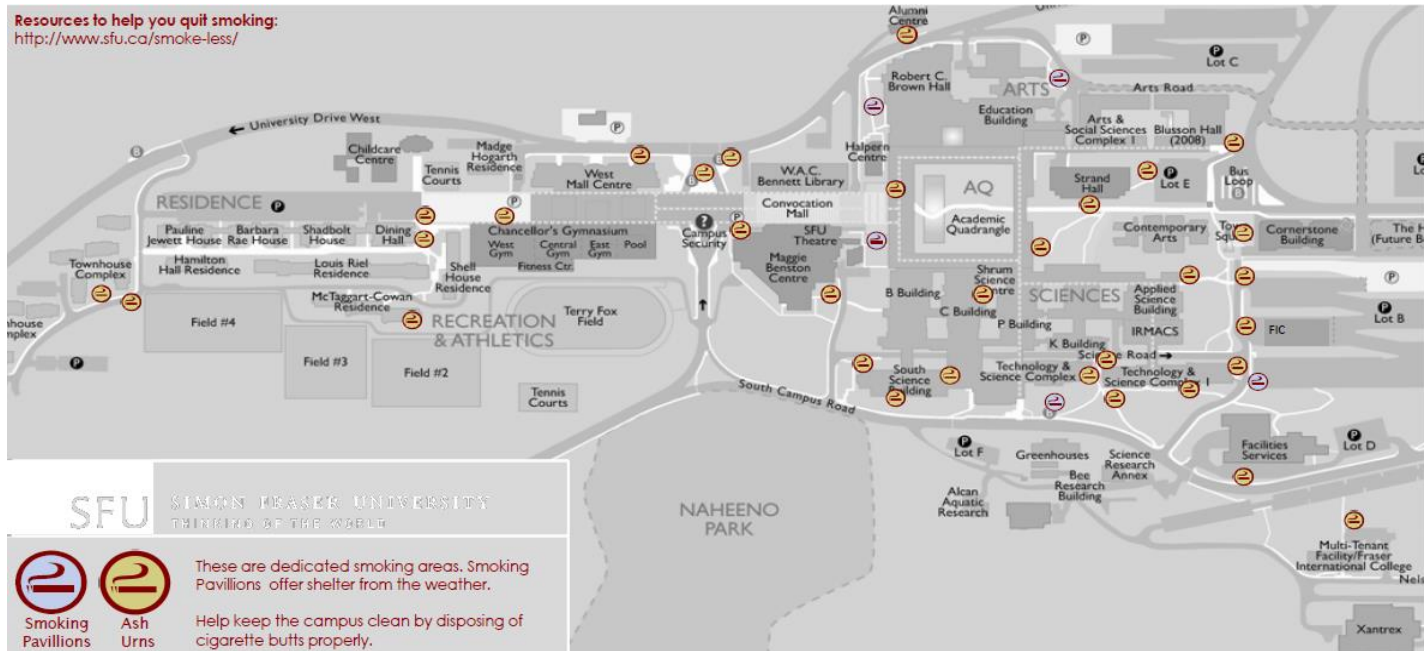 Resources to help you quit smoking:
http://www.sfu.ca/smoke-less/
Alumni
Centre
P
P
Lot C
Robert C.
Brown Hall
ARTS
Arts Road
Education
Building
Arts &
Social Sciences
Complex 1
Blusson Hall
(2008)
University Drive West
P
Childcare
Centre
Madge
Hogarth
Residence
Tennis
Courts
West
Mall Centre
B
B
Halpern
Centre
W.A.C.
Bennett Library
AQ
Strand
Hall
P
Lot E
Bus
Loop
B
RESIDENCE
P
P
Convocation
Mall
Academic
Quadrangle
Pauline
Jewett House
Barbara
Rae House
Shadbolt
House
Dining
Hall
Chancellor's Gymnasium
West
Gym
Central
Gym
East
Gym
Pool
Fitness Ctr.
?
Campus
Security
P
SFU
Theatre
Maggie
Benston
Centre
Contemporary
Arts
Square
Cornerstone
Building
Townhouse
Complex
Hamilton
Hall Residence
Louis Riel
Residence
Shell
House
Residence
McTaggart-Cowan
Residence
Shrum
Science
B Building
C Building
P Building
SCIENCES
Applied
Science
Building
P
Lot B
Field #4
RECREATION
& ATHLETICS
Terry Fox
Field
IRMACS
FIC
K Building
Science Road
P
Field #3
Field #2
South
Science
Building
Technology &
Science Complex
Technology &
Science Complex 1
Tennis
Courts
South Campus Road
P
Lot F
Greenhouses
Science
Research
Annex
Facilities
Services
P
Lot D
Bee
Research
Building
Alcan
Aquatic
Research
NAHEENO
PARK
Multi-Tenant
Facility/Fraser
International College
Xantrex
SFU
SIMON FRASER UNIVERSITY
THINKING OF THE WORLD
These are dedicated smoking areas. Smoking
Pavillions offer shelter from the weather.
Help keep the campus clean by disposing of
cigarette butts properly.
Smoking
Pavillions
Ash
Urns